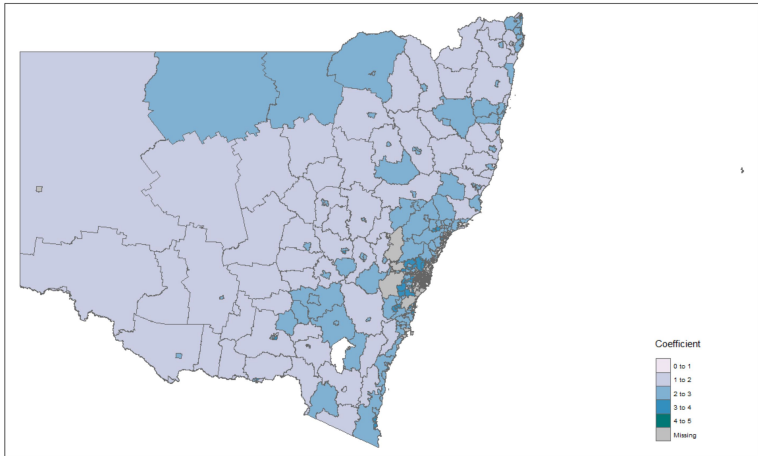 Coefficient
0 to 1
1 to 2
2 to 3
3 to 4
4 to 5
Missing